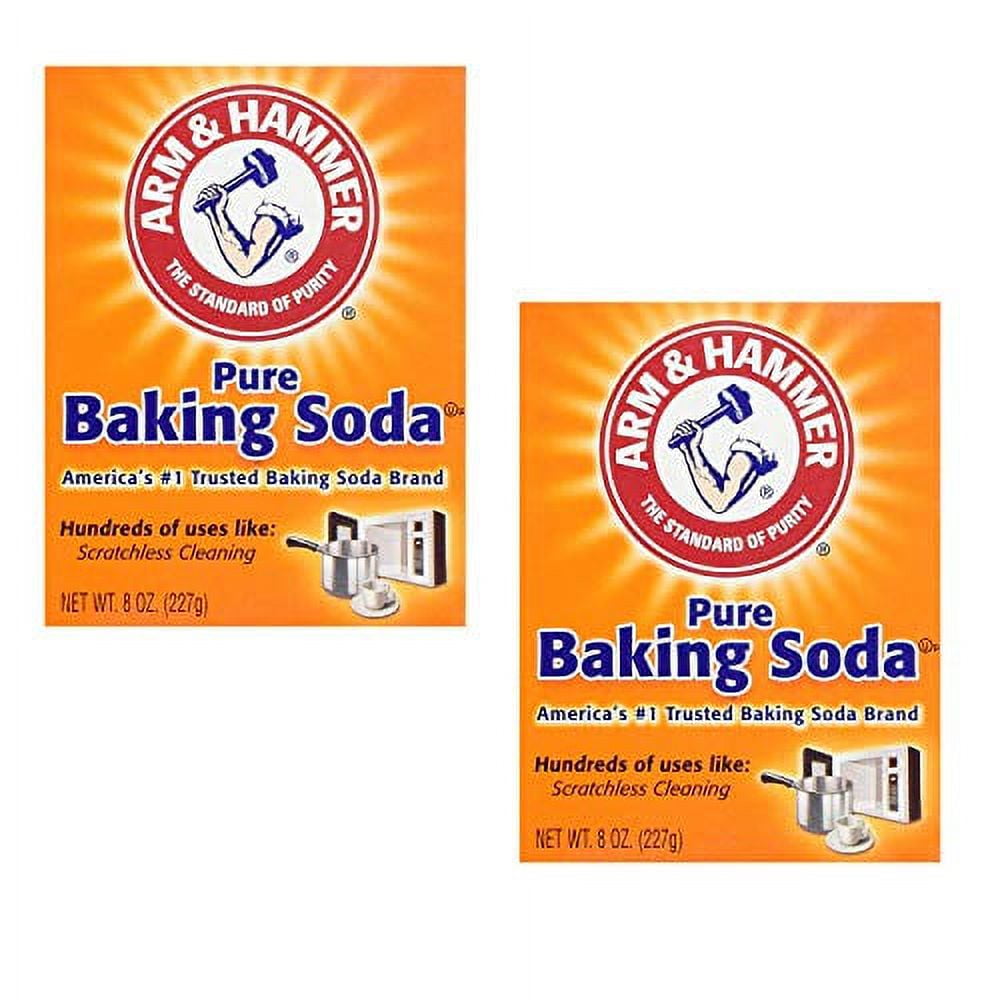 ARM & HAMMER
THE STANDARD OF PURITY
®
®
Pure
Baking Soda
America's #1 Trusted Baking Soda Brand
Hundreds of uses like:
Scratchless Cleaning
NET WT. 8 OZ. (227g)
ARM & HAMMER
THE STANDARD OF PURITY
®
®
Pure
Baking Soda
America's #1 Trusted Baking Soda Brand
Hundreds of uses like:
Scratchless Cleaning
NET WT. 8 OZ. (227g)